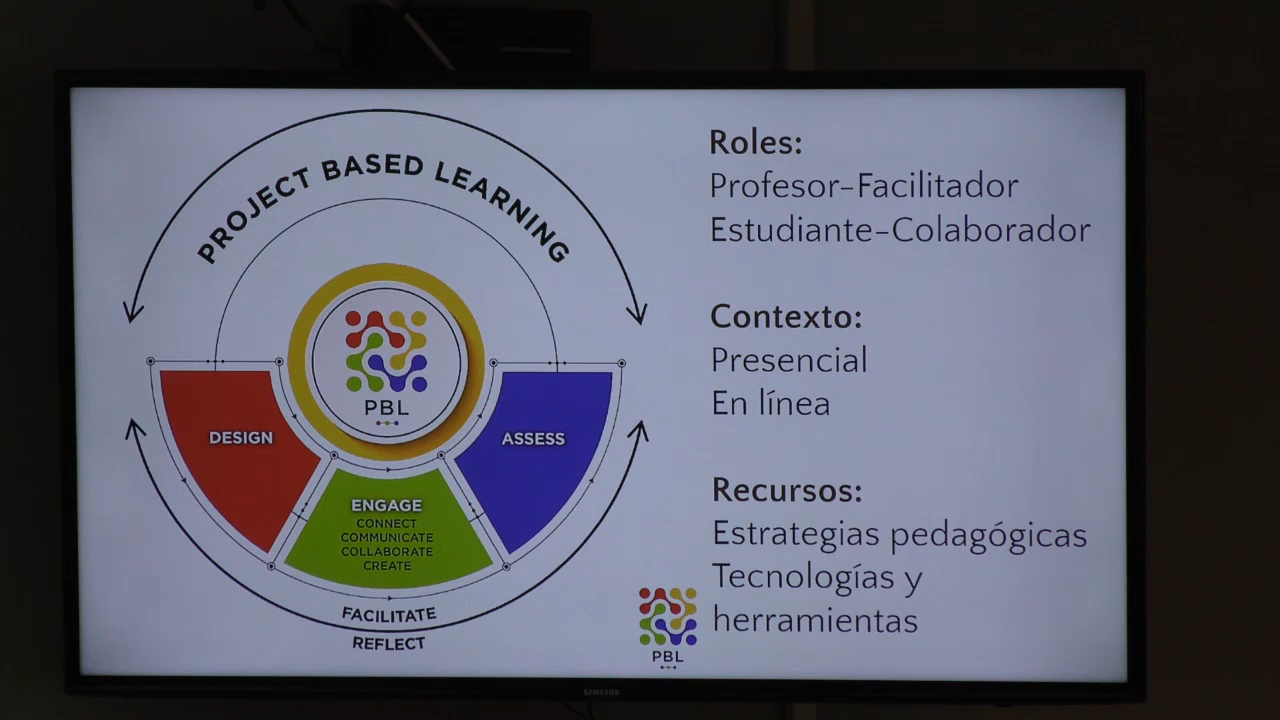 PROJECT BASED LEARNING
PBL
DESIGN
ENGAGE
CONNECT
COMMUNICATE
COLLABORATE
CREATE
ASSESS
FACILITATE
REFLECT
Roles:
Profesor-Facilitador
Estudiante-Colaborador
Contexto:
Presencial
En línea
Recursos:
Estrategias pedagógicas
Tecnologías y
herramientas
PBL
SAMSUNG